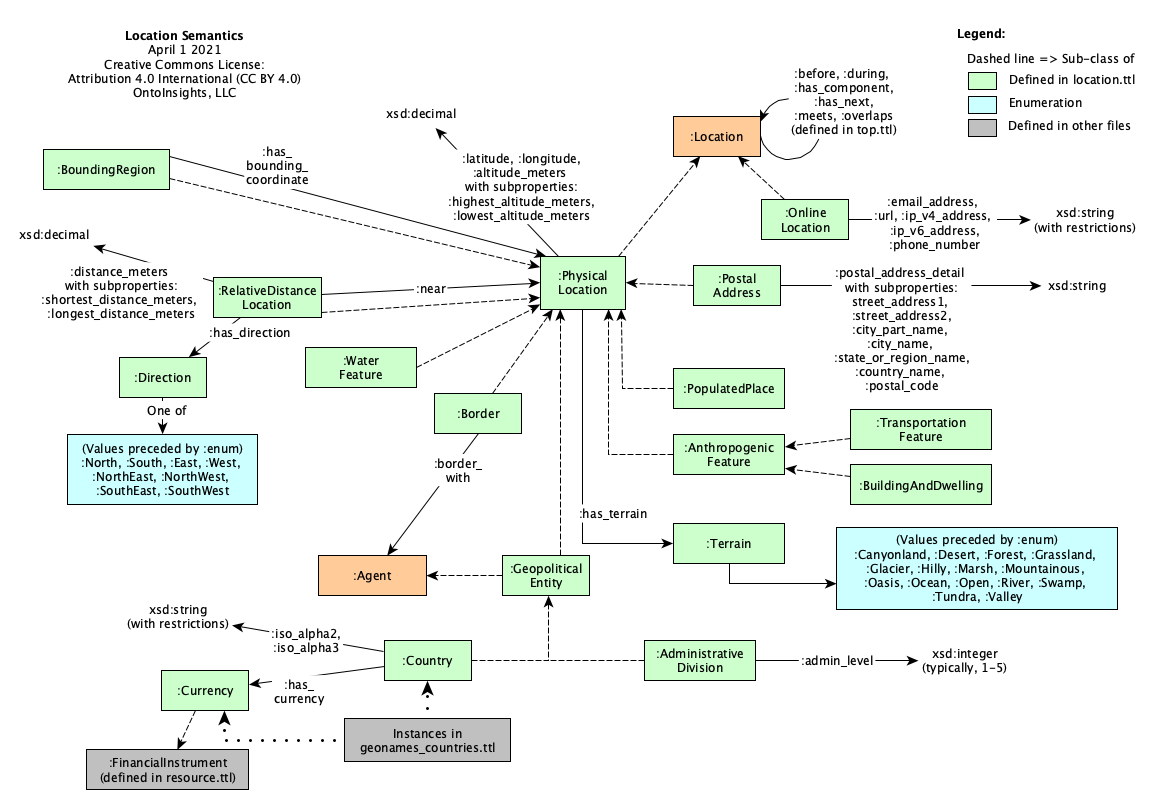 Location Semantics
April 1 2021
Creative Commons License:
Attribution 4.0 International (CC BY 4.0)
OntoInsights, LLC
Legend:
Dashed line => Sub-class of
Defined in location.ttl
Enumeration
Defined in other files
:before, :during,
:has_component,
:has_next,
:meets, :overlaps
(defined in top.ttl)
:Location
xsd:decimal
:latitude, :longitude,
:altitude_meters
with subproperties:
:highest_altitude_meters,
:lowest_altitude_meters
:BoundingRegion
:has_
bounding_
coordinate
:Online
Location
:email_address,
:url, :ip_v4_address,
:ip_v6_address,
:phone_number
xsd:string
(with restrictions)
xsd:decimal
:distance_meters
with subproperties:
:shortest_distance_meters,
:longest_distance_meters
:RelativeDistance
Location
:near
:Physical
Location
:Postal
Address
:postal_address_detail
with subproperties:
street_address1,
:street_address2,
:city_part_name,
:city_name,
:state_or_region_name,
:country_name,
:postal_code
xsd:string
:has_direction
:Direction
One of
(Values preceded by :enum)
:North, :South, :East, :West,
:NorthEast, :NorthWest,
:SouthEast, :SouthWest
:Water
Feature
:Border
:border_
with
:PopulatedPlace
:Anthropogenic
Feature
:Transportation
Feature
:BuildingAndDwelling
:has_terrain
:Terrain
(Values preceded by :enum)
:Canyonland, :Desert, :Forest, :Grassland,
:Glacier, :Hilly, :Marsh, :Mountainous,
:Oasis, :Ocean, :Open, :River, :Swamp,
:Tundra, :Valley
:Agent
:Geopolitical
Entity
xsd:string
(with restrictions)
:iso_alpha2,
:iso_alpha3
:Country
:Administrative
Division
:admin_level
xsd:integer
(typically, 1-5)
:Currency
:has_
currency
Instances in
geonames_countries.ttl
:FinancialInstrument
(defined in resource.ttl)